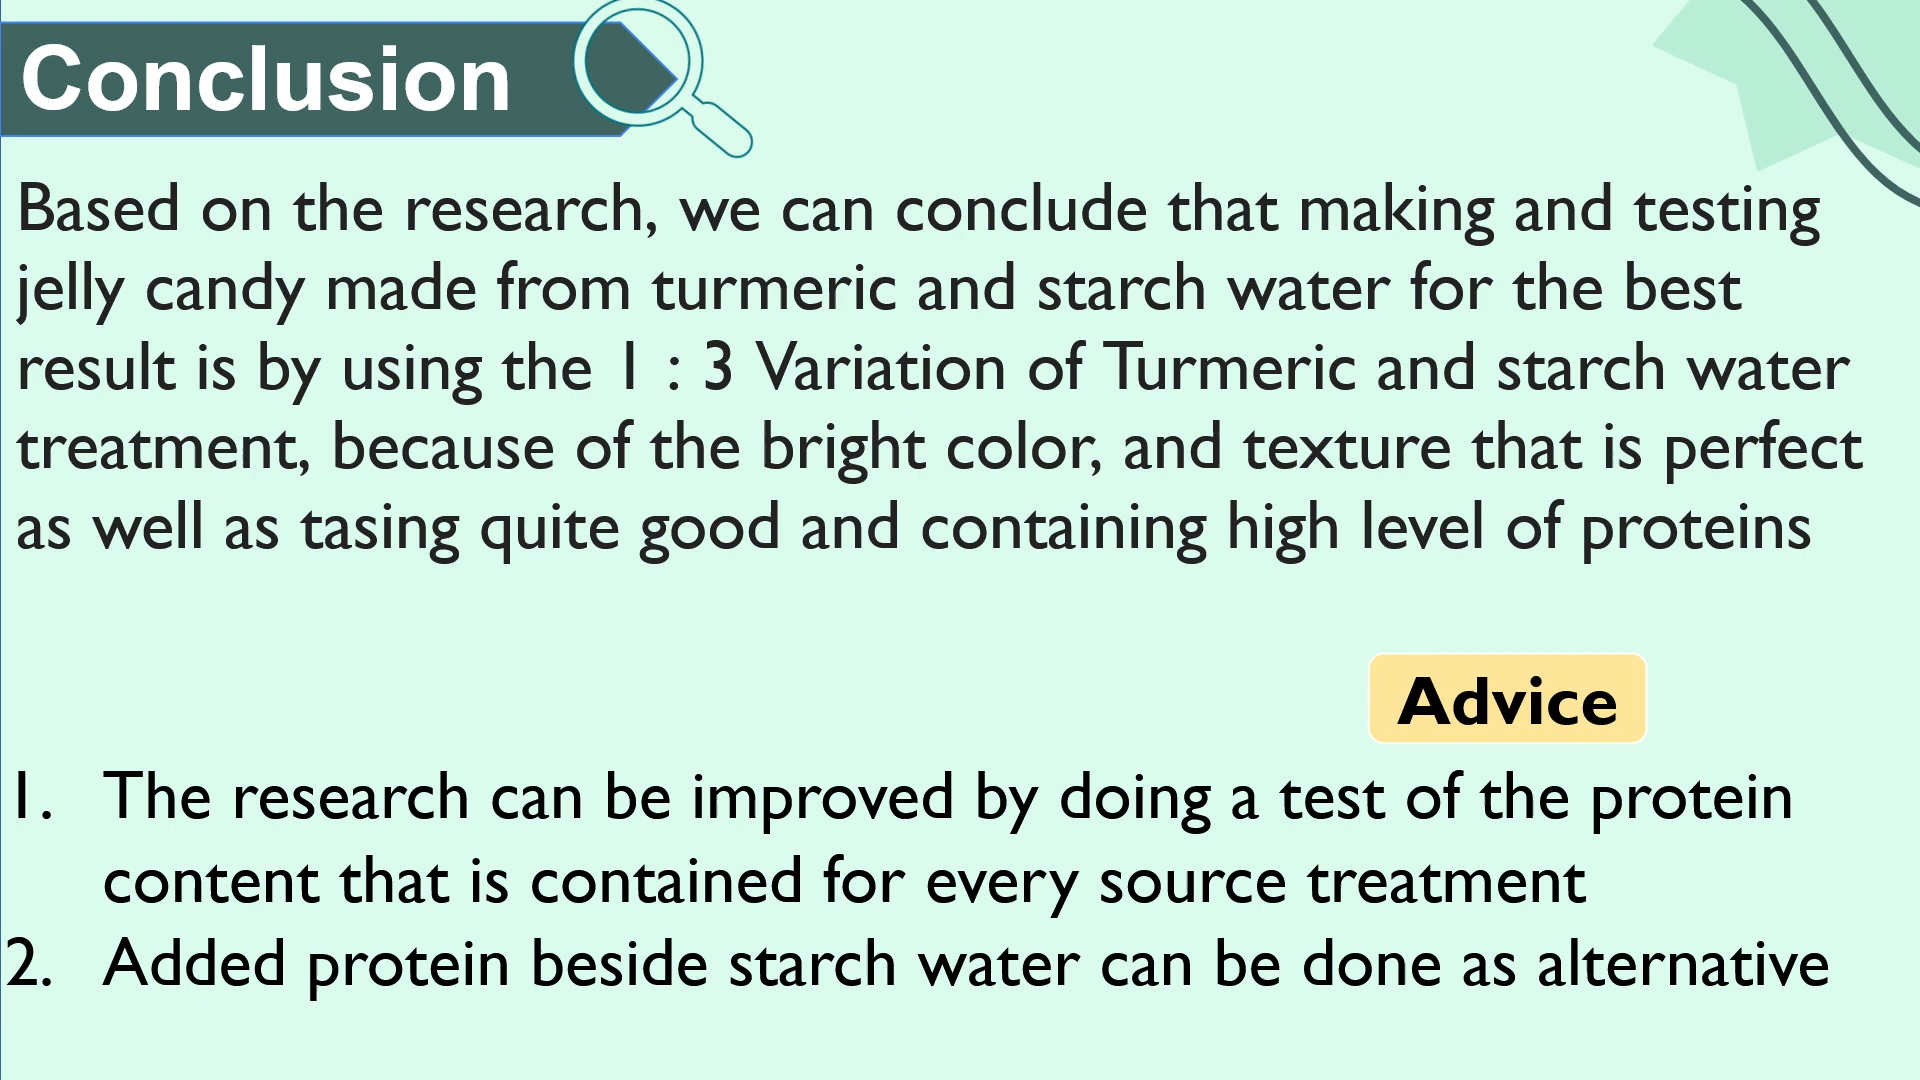 Conclusion
Based on the research, we can conclude that making and testing
jelly candy made from turmeric and starch water for the best
result is by using the 1 : 3 Variation of Turmeric and starch water
treatment, because of the bright color, and texture that is perfect
as well as tasing quite good and containing high level of proteins
Advice
1. The research can be improved by doing a test of the protein
content that is contained for every source treatment
2. Added protein beside starch water can be done as alternative